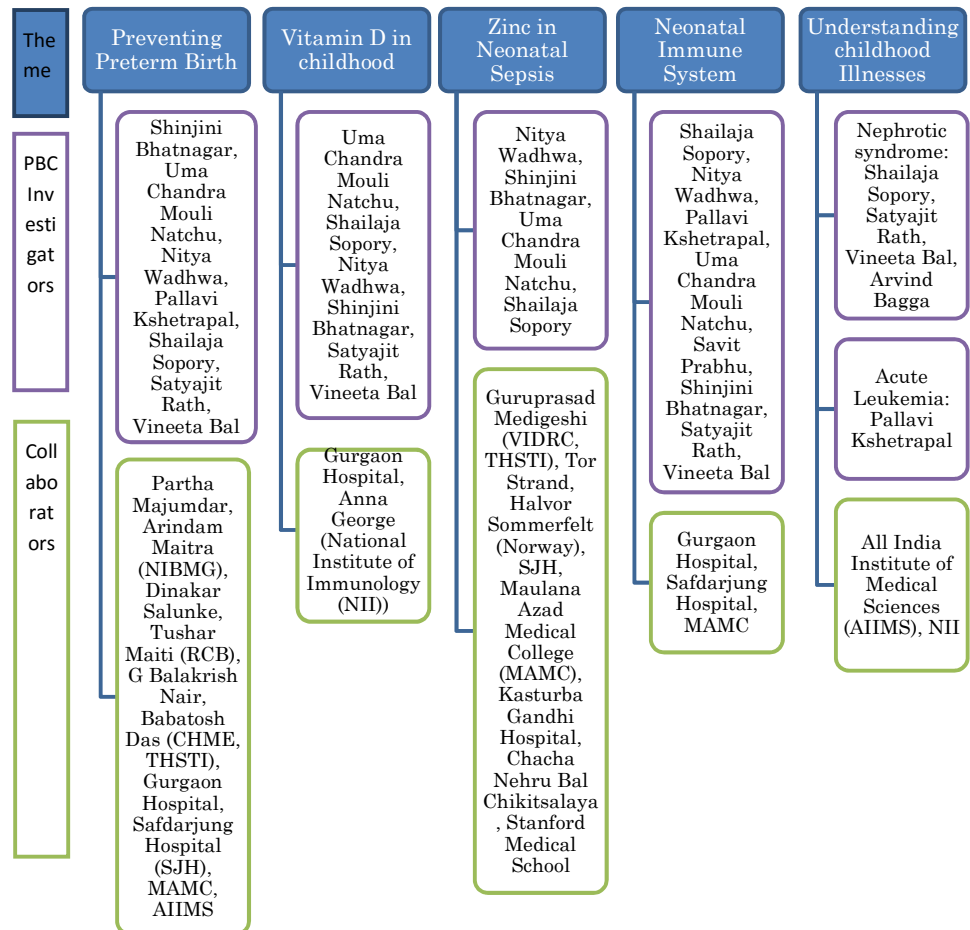 The
me
PBC
Inv
esti
gat
ors
Coll
abo
rat
ors
Preventing
Preterm Birth
Shinjini
Bhatnagar,
Uma
Chandra
Mouli
Natchu,
Nitya
Wadhwa,
Pallavi
Kshetrapal,
Shailaja
Sopory,
Satyajit
Rath,
Vineeta Bal
Partha
Majumdar,
Arindam
Maitra
(NIBMG),
Dinakar
Salunke,
Tushar
Maiti (RCB),
G Balakrish
Nair,
Babatosh
Das (CHME,
THSTI),
Gurgaon
Hospital,
Safdarjung
Hospital
(SJH),
MAMC,
AIIMS
Vitamin D in
childhood
Uma
Chandra
Mouli
Natchu,
Shailaja
Sopory,
Nitya
Wadhwa,
Shinjini
Bhatnagar,
Satyajit
Rath,
Vineeta Bal
Gurgaon
Hospital,
Anna
George
(National
Institute of
Immunology
(NII))
Zinc in
Neonatal
Sepsis
Nitya
Wadhwa,
Shinjini
Bhatnagar,
Uma
Chandra
Mouli
Natchu,
Shailaja
Sopory
Guruprasad
Medigeshi
(VIDRC,
THSTI), Tor
Strand,
Halvor
Sommerfelt
(Norway),
SJH,
Maulana
Azad
Medical
College
(MAMC),
Kasturba
Gandhi
Hospital,
Chacha
Nehru Bal
Chikitsalaya
, Stanford
Medical
School
Neonatal
Immune
System
Shailaja
Sopory,
Nitya
Wadhwa,
Pallavi
Kshetrapal,
Uma
Chandra
Mouli
Natchu,
Savit
Prabhu,
Shinjini
Bhatnagar,
Satyajit
Rath,
Vineeta Bal
Gurgaon
Hospital,
Safdarjung
Hospital,
MAMC
Understanding
childhood
Illnesses
Nephrotic
syndrome:
Shailaja
Sopory,
Satyajit
Rath,
Vineeta Bal,
Arvind
Bagga
Acute
Leukemia:
Pallavi
Kshetrapal
All India
Institute of
Medical
Sciences
(AIIMS), NII